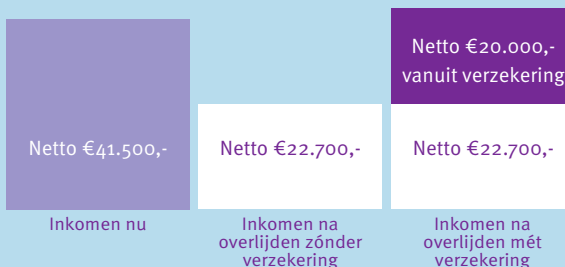 Netto €20.000,-
vanuit verzekering
Netto €41.500,-
Netto €22.700,-
Netto €22.700,-
Inkomen nu
Inkomen na
overlijden zónder
verzekering
Inkomen na
overlijden mét
verzekering